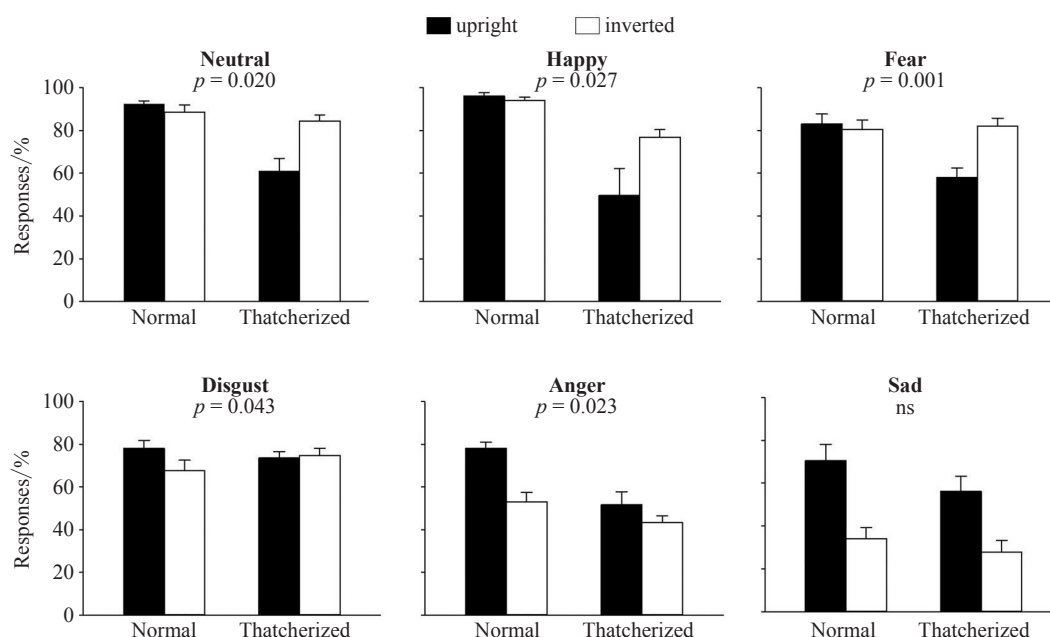 upright inverted
Neutral Happy Fear
p = 0.020 p = 0.027 p = 0.001
100
80
60
40
20
0
Responses/%
Normal Thatcherized Normal Thatcherized Normal Thatcherized
Disgust Anger Sad
p = 0.043 p = 0.023 ns
100
80
60
40
20
0
Responses/%
Normal Thatcherized Normal Thatcherized Normal Thatcherized